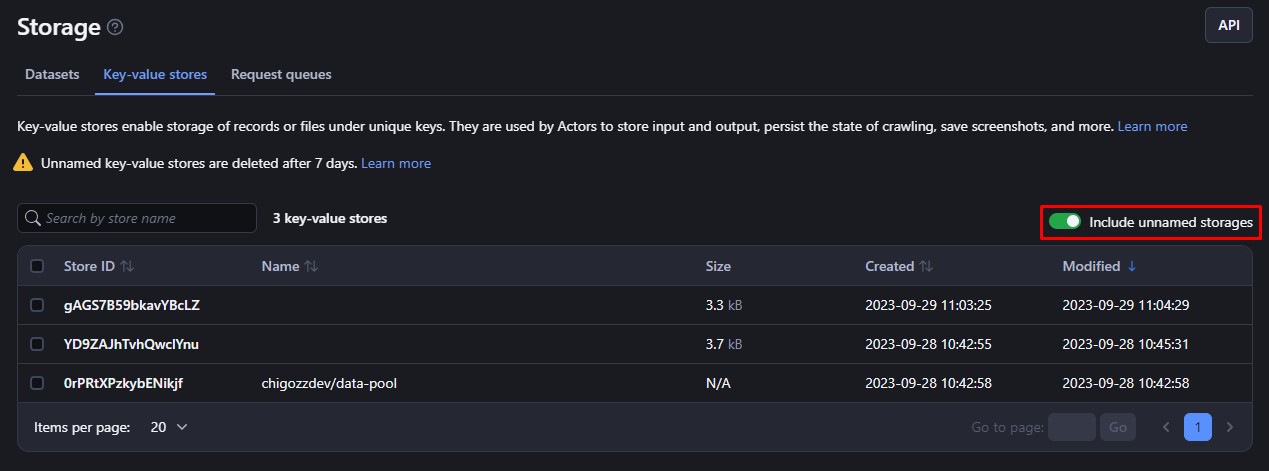 Storage ?
API
Datasets Key-value stores Request queues
Key-value stores enable storage of records or files under unique keys. They are used by Actors to store input and output, persist the state of crawling, save screenshots, and more. Learn more
Unnamed key-value stores are deleted after 7 days. Learn more
Search by store name 3 key-value stores Include unnamed storages
Store ID Name Size Created Modified
gAGS7B59bkavYBcLZ 3.3 kB 2023-09-29 11:03:25 2023-09-29 11:04:29
YD9ZAJhTvhQwclYnu 3.7 kB 2023-09-28 10:42:55 2023-09-28 10:45:31
0rPRtXPzkybENikjf chigozzdev/data-pool N/A 2023-09-28 10:42:58 2023-09-28 10:42:58
Items per page: 20 Go to page: Go 1